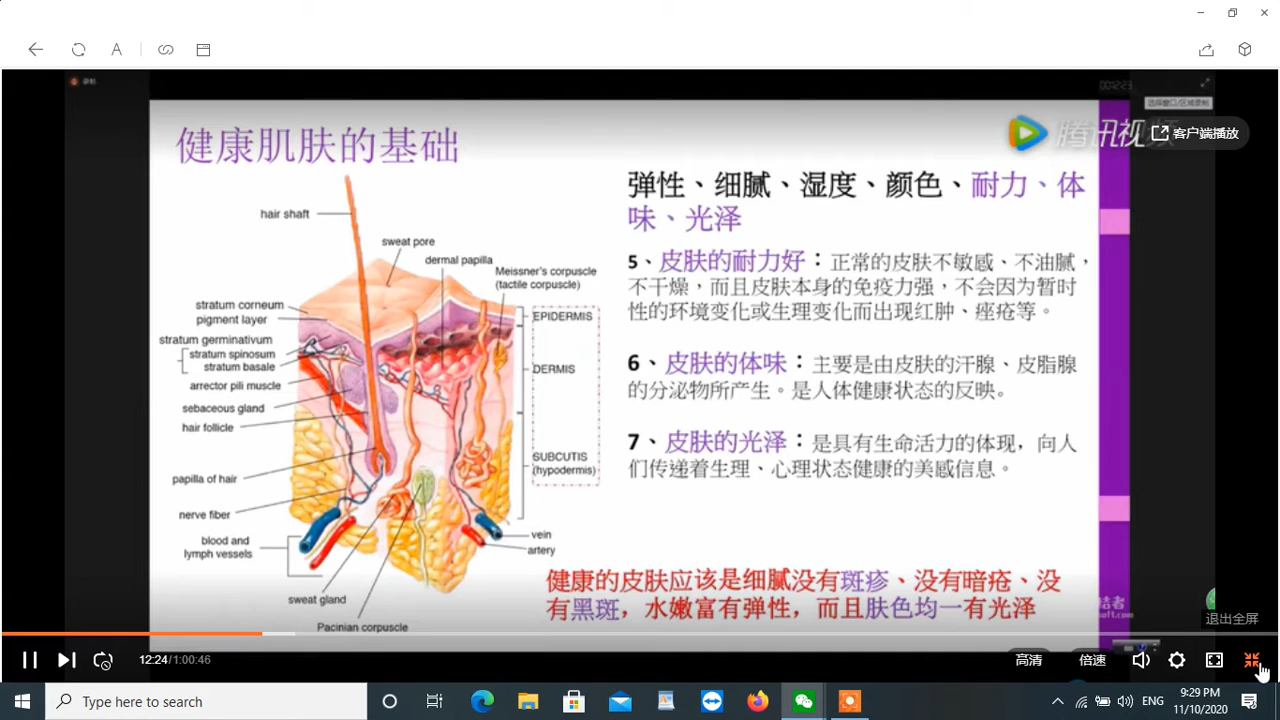 录制
00:12:23
选择窗口/区域录制
腾讯视频
客户端播放
健康肌肤的基础
弹性、细腻、湿度、颜色、耐力、体
味、光泽
hair shaft
sweat pore
dermal papilla
Meissner's corpuscle
(tactile corpuscle)
stratum corneum
pigment layer
EPIDERMIS
stratum germinativum
stratum spinosum
stratum basale
DERMIS
arrector pili muscle
sebaceous gland
hair follicle
SUBCUTIS
(hypodermis)
papilla of hair
nerve fiber
blood and
lymph vessels
vein
artery
sweat gland
Pacinian corpuscle
5、皮肤的耐力好：正常的皮肤不敏感、不油腻，
不干燥，而且皮肤本身的免疫力强，不会因为暂时
性的环境变化或生理变化而出现红肿、痤疮等。
6、皮肤的体味：主要是由皮肤的汗腺、皮脂腺
的分泌物所产生。是人体健康状态的反映。
7、皮肤的光泽：是具有生命活力的体现，向人
们传递着生理、心理状态健康的美感信息。
健康的皮肤应该是细腻没有斑疹、没有暗疮、没
有黑斑，水嫩富有弹性，而且肤色均一有光泽
退出全屏
12:24/1:00:46
高清
倍速
Type here to search
ENG
9:29 PM
11/10/2020